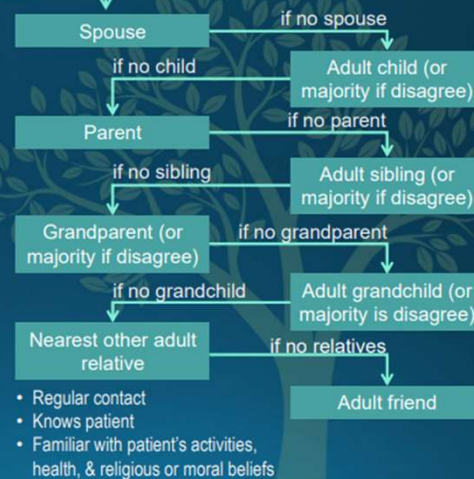 Spouse
if no spouse
if no child
Adult child (or
majority if disagree)
Parent
if no parent
if no sibling
Adult sibling (or
majority if disagree)
Grandparent (or
majority if disagree)
if no grandparent
if no grandchild
Adult grandchild (or
majority is disagree)
Nearest other adult
relative
if no relatives
Adult friend
• Regular contact
• Knows patient
• Familiar with patient's activities,
health, & religious or moral beliefs